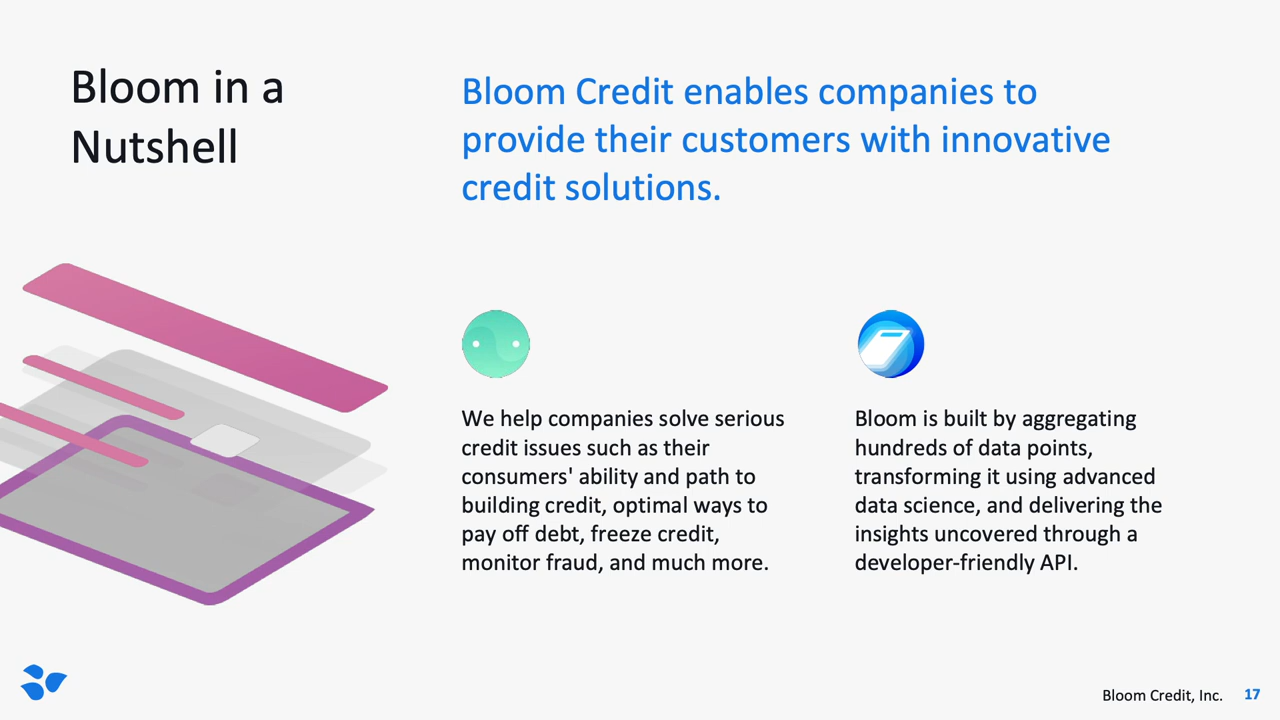 Bloom in a
Nutshell
Bloom Credit enables companies to
provide their customers with innovative
credit solutions.
We help companies solve serious
credit issues such as their
consumers' ability and path to
building credit, optimal ways to
pay off debt, freeze credit,
monitor fraud, and much more.
Bloom is built by aggregating
hundreds of data points,
transforming it using advanced
data science, and delivering the
insights uncovered through a
developer-friendly API.
Bloom Credit, Inc. 17